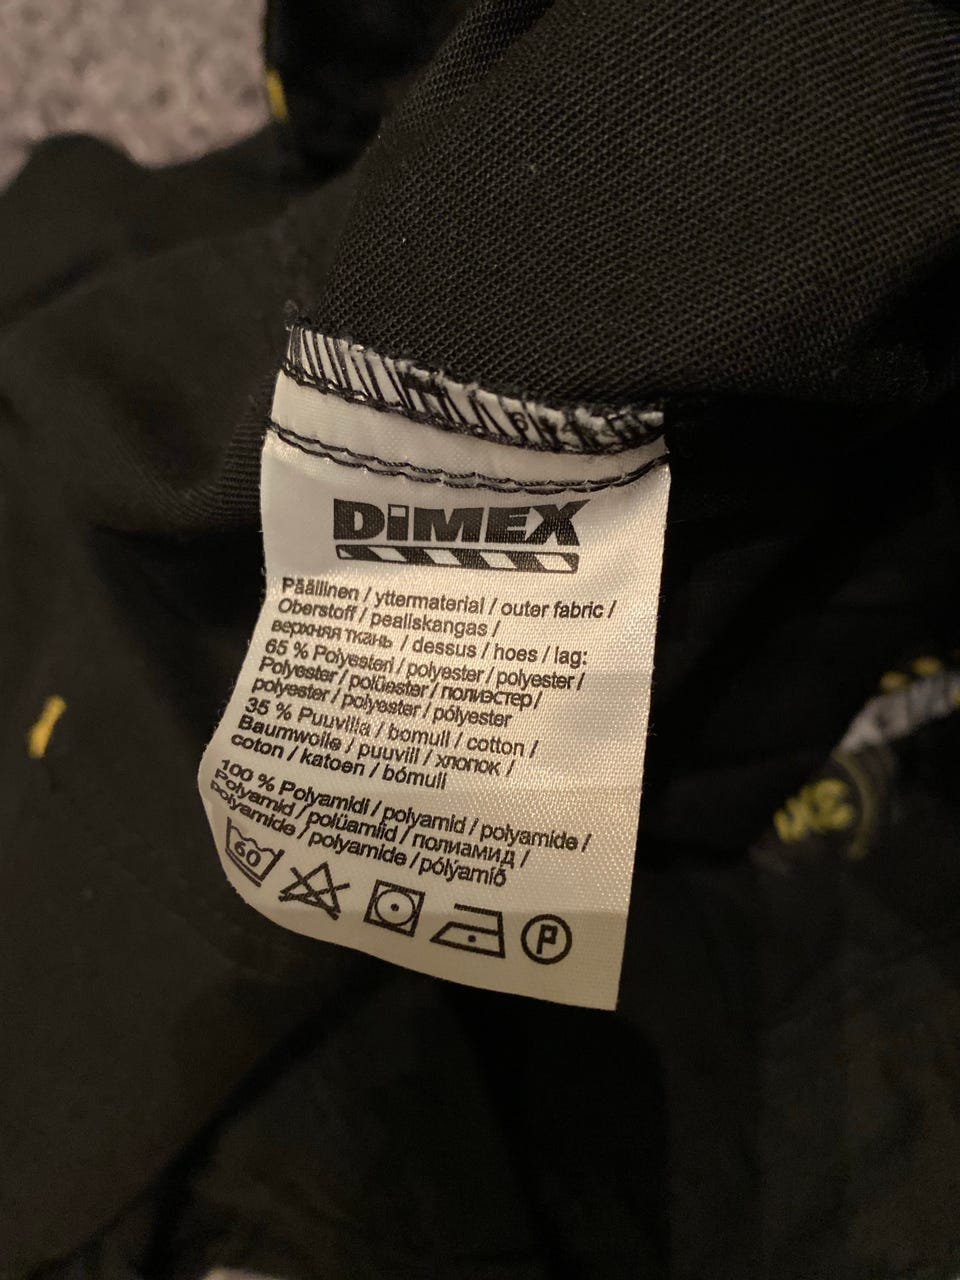 DiMEX
Päällinen / yttermaterial / outer fabric /
Oberstoff / pealiskangas /
верхняя ткань / dessus / hoes / lag:
65 % Polyesteri / polyester / polyester /
Polyester / polüester / полиэстер /
polyester / polyester / pólyester
35 % Puuvilla / bomull / cotton /
Baumwolle / puuvill / хлопок /
coton / katoen / bómull
100 % Polyamidi / polyamid / polyamide /
Polyamid / polüamiid / полиамид /
polyamide / polyamide / pólýamíð
60
P